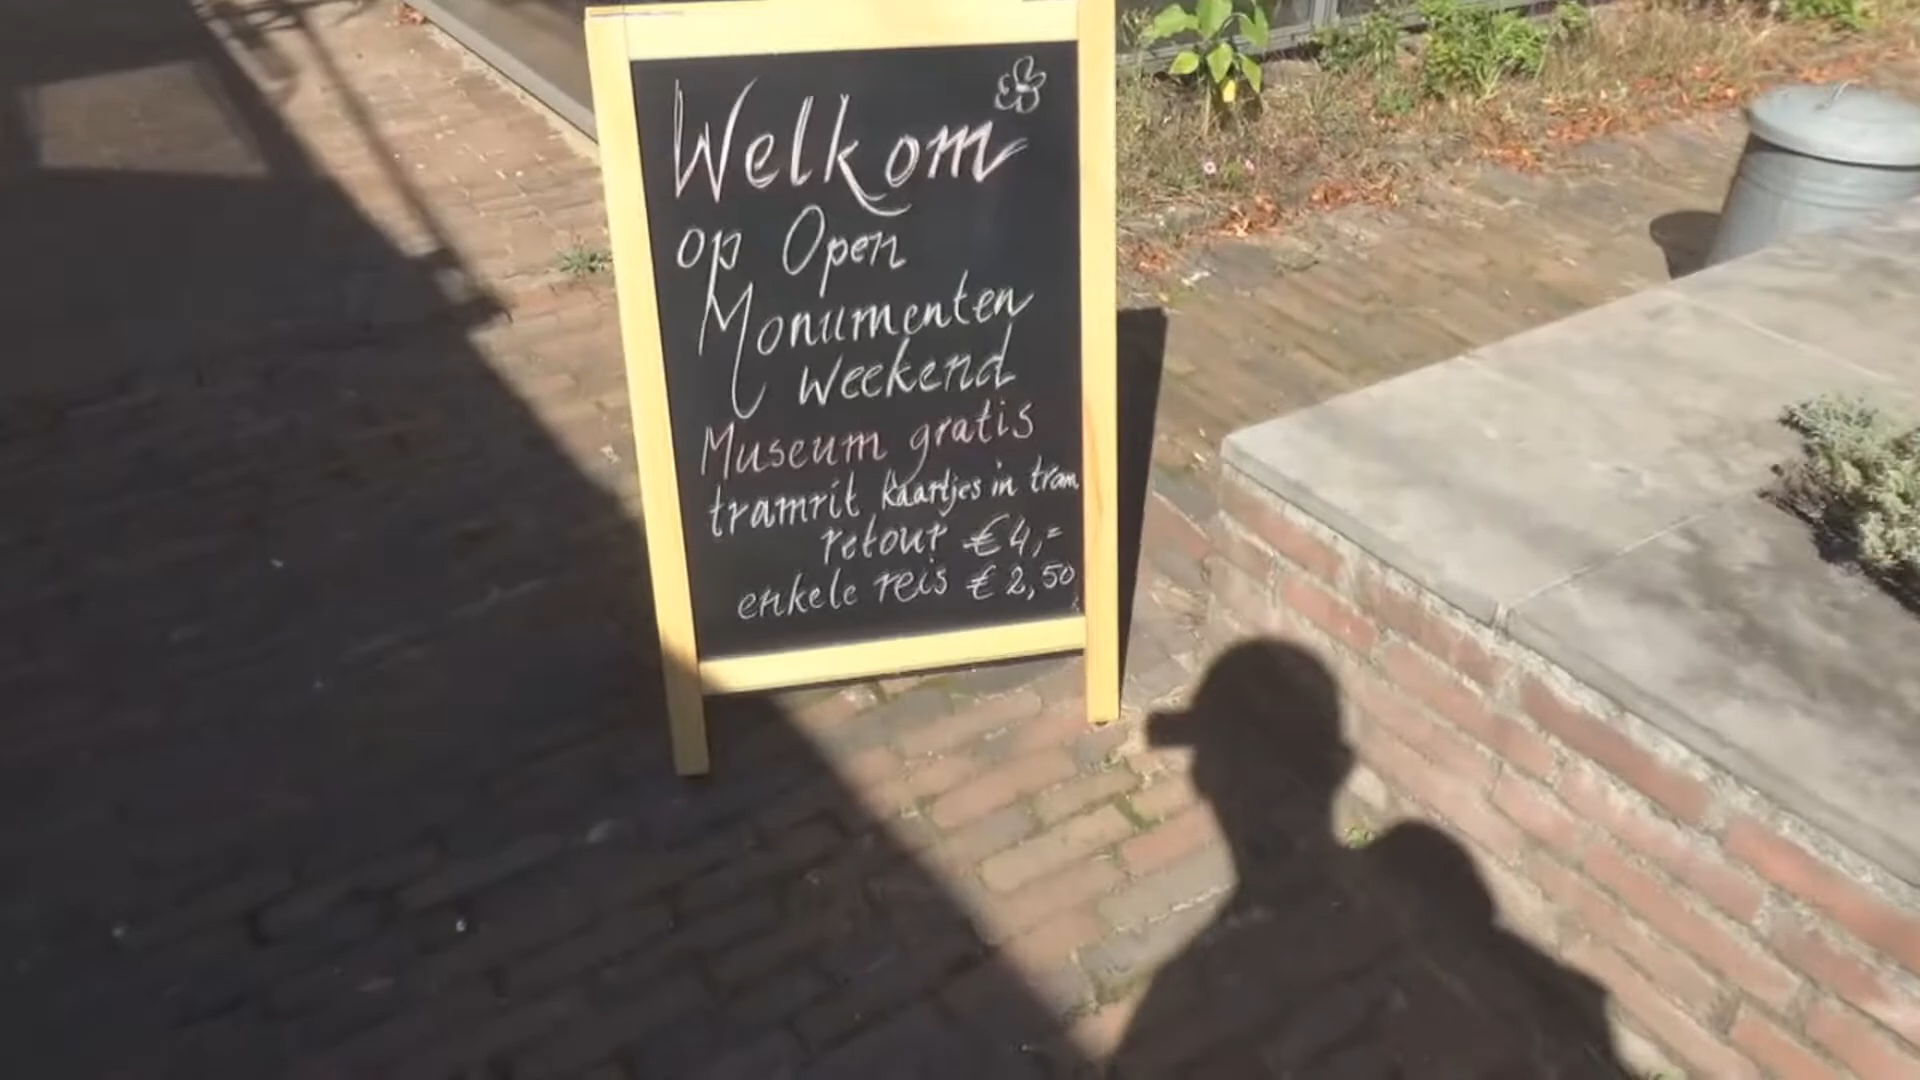 Welkom
op Open
Monumenten
weekend
Museum gratis
tramrit kaartjes in tram
retour € 4,=
enkele reis € 2,50